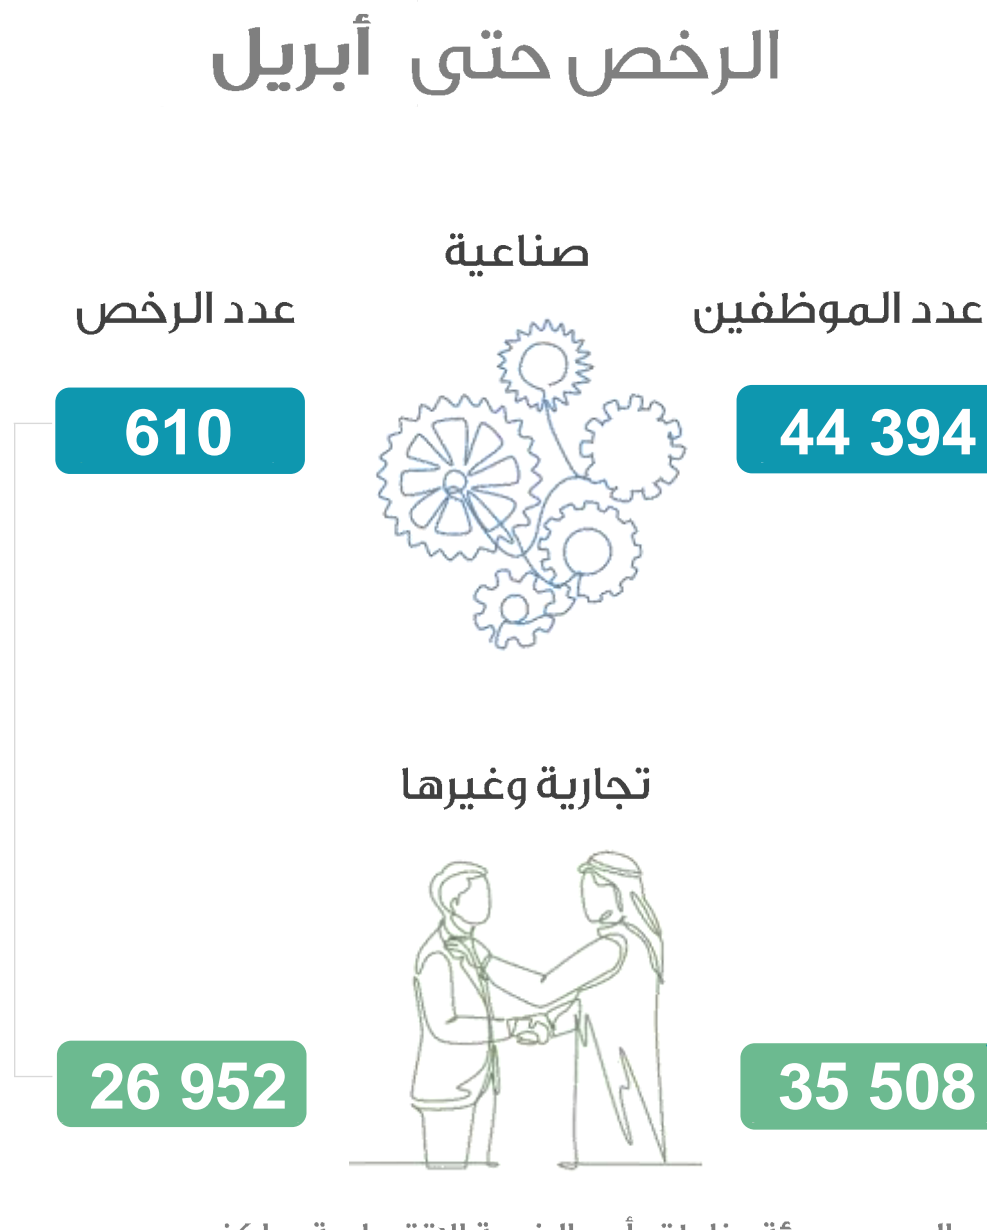 الرخص حتى أبريل
صناعية
عدد الموظفين
عدد الرخص
44 394
610
تجارية وغيرها
35 508
26 952